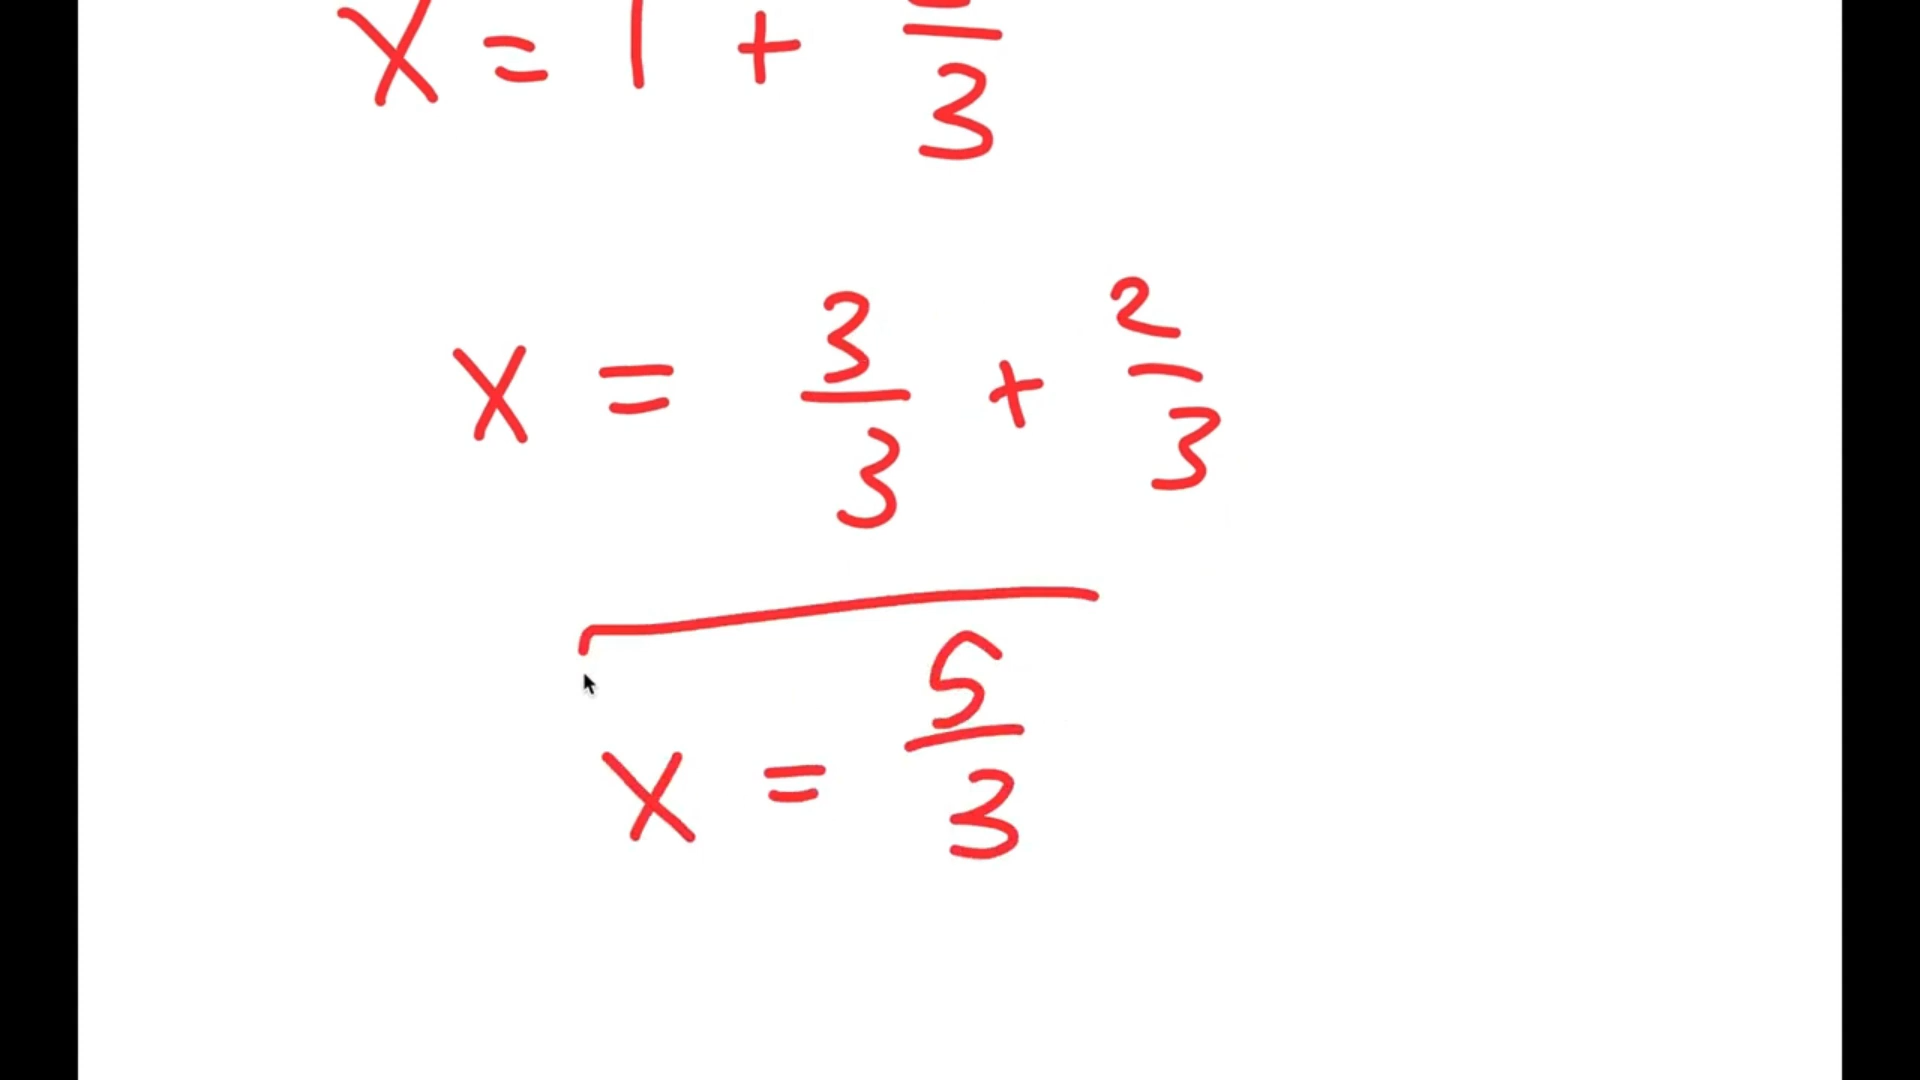 x = 1 + /3
x = 3/3 + 2/3
x = 5/3